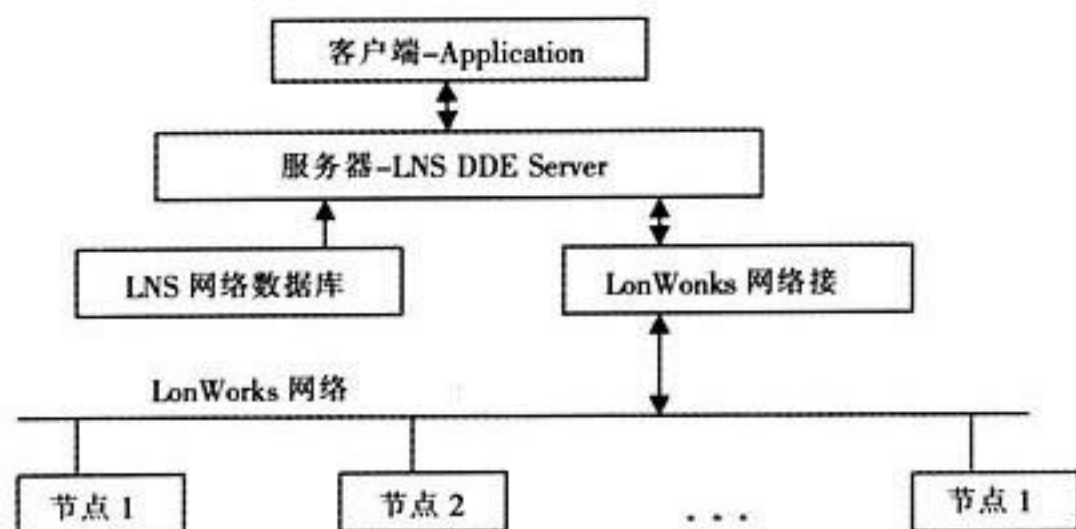 客户端-Application
服务器-LNS DDE Server
LNS 网络数据库
LonWonks 网络接
LonWorks 网络
节点 1
节点 2
...
节点 1